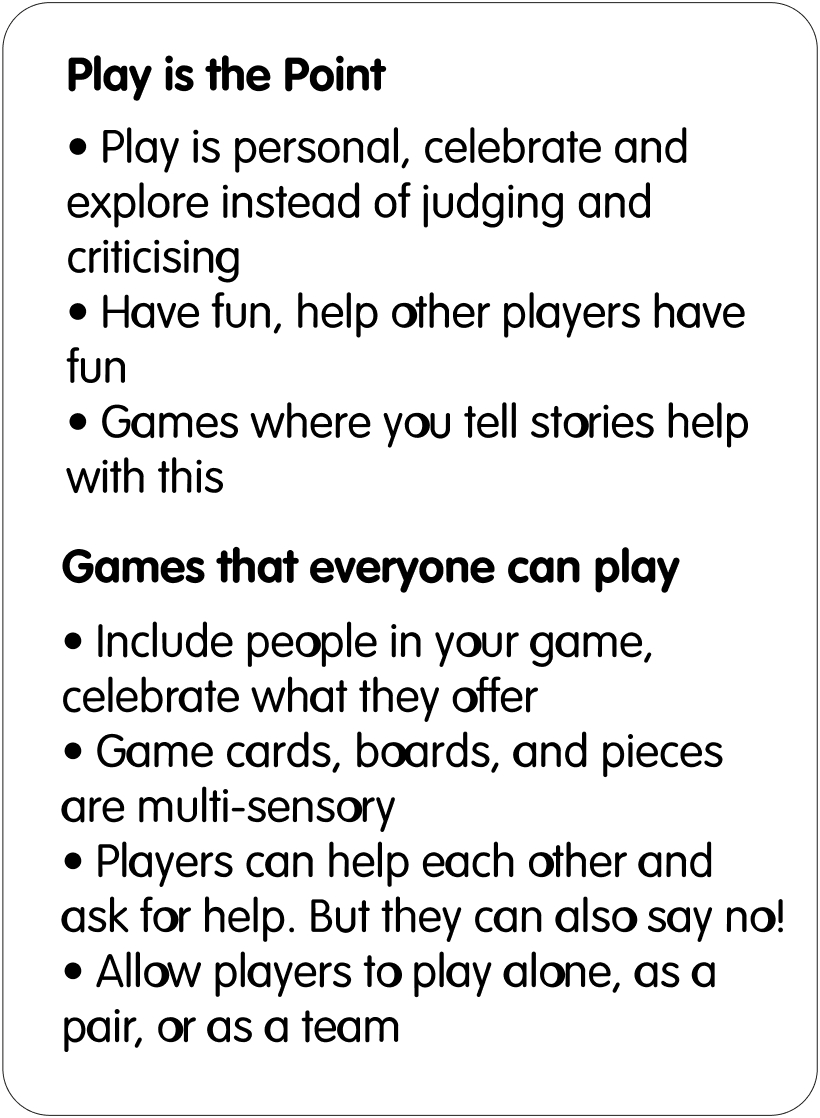 Play is the Point
• Play is personal, celebrate and
explore instead of judging and
criticising
• Have fun, help other players have
fun
• Games where you tell stories help
with this
Games that everyone can play
• Include people in your game,
celebrate what they offer
• Game cards, boards, and pieces
are multi-sensory
• Players can help each other and
ask for help. But they can also say no!
• Allow players to play alone, as a
pair, or as a team